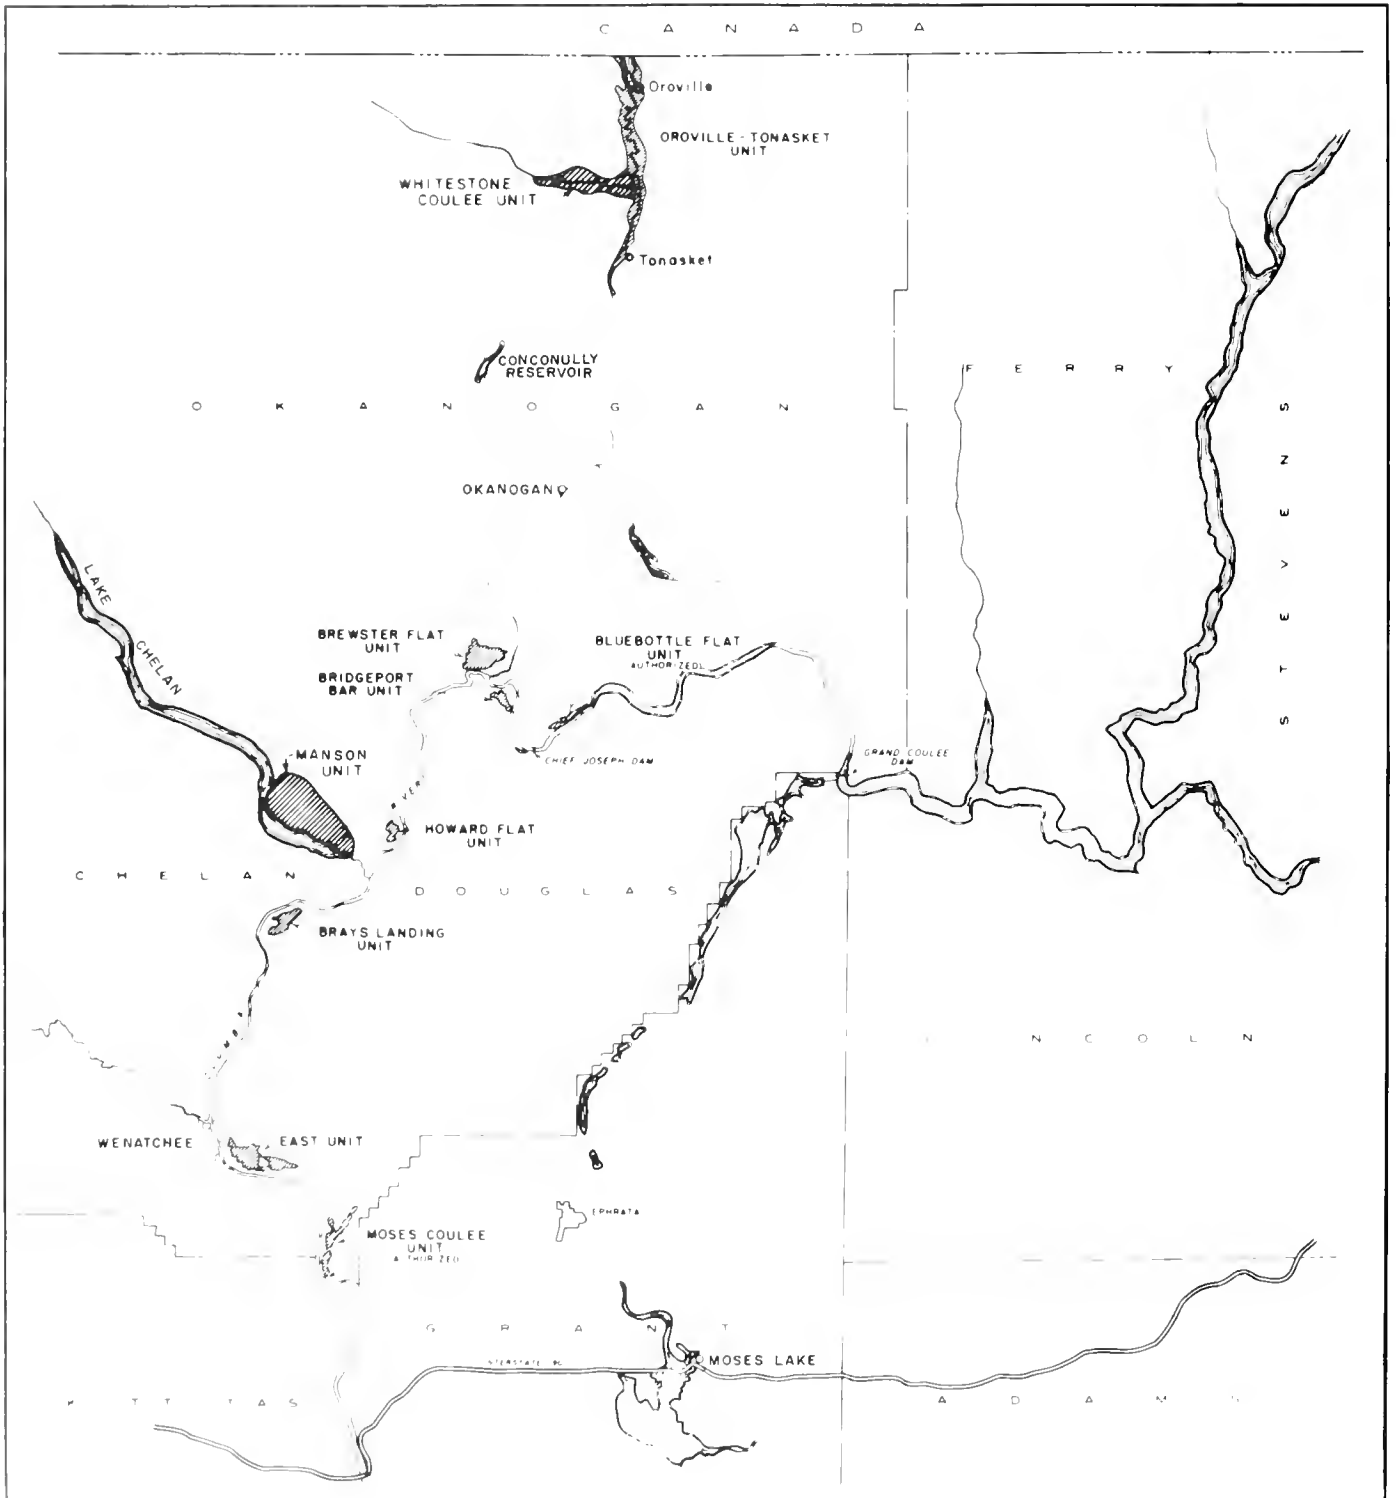 CANADA
Oroville
OROVILLE-TONASKET
UNIT
WHITESTONE
COULEE UNIT
Tonasket
CONCONULLY
RESERVOIR
FERRY
OKANOGAN
STEVENS
OKANOGAN
LAKE CHELAN
BREWSTER FLAT
UNIT
BLUEBOTTLE FLAT
UNIT
BRIDGEPORT
BAR UNIT
CHIEF JOSEPH DAM
GRAND COULEE
DAM
MANSON
UNIT
HOWARD FLAT
UNIT
CHELAN
DOUGLAS
BRAYS LANDING
UNIT
NCOLN
WENATCHEE
EAST UNIT
EPHRATA
MOSES COULEE
UNIT
GRANT
MOSES LAKE
ADAMS